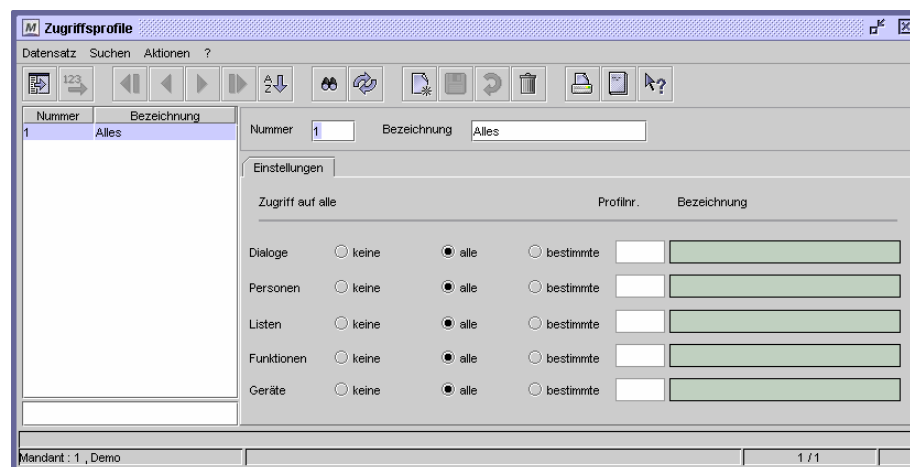 M Zugriffsprofile
Datensatz Suchen Aktionen ?
123 A Z ?
Nummer Bezeichnung
1 Alles
Nummer 1 Bezeichnung Alles
Einstellungen
Zugriff auf alle Profilnr. Bezeichnung
Dialoge keine alle bestimmte
Personen keine alle bestimmte
Listen keine alle bestimmte
Funktionen keine alle bestimmte
Geräte keine alle bestimmte
Mandant : 1 , Demo 1 / 1